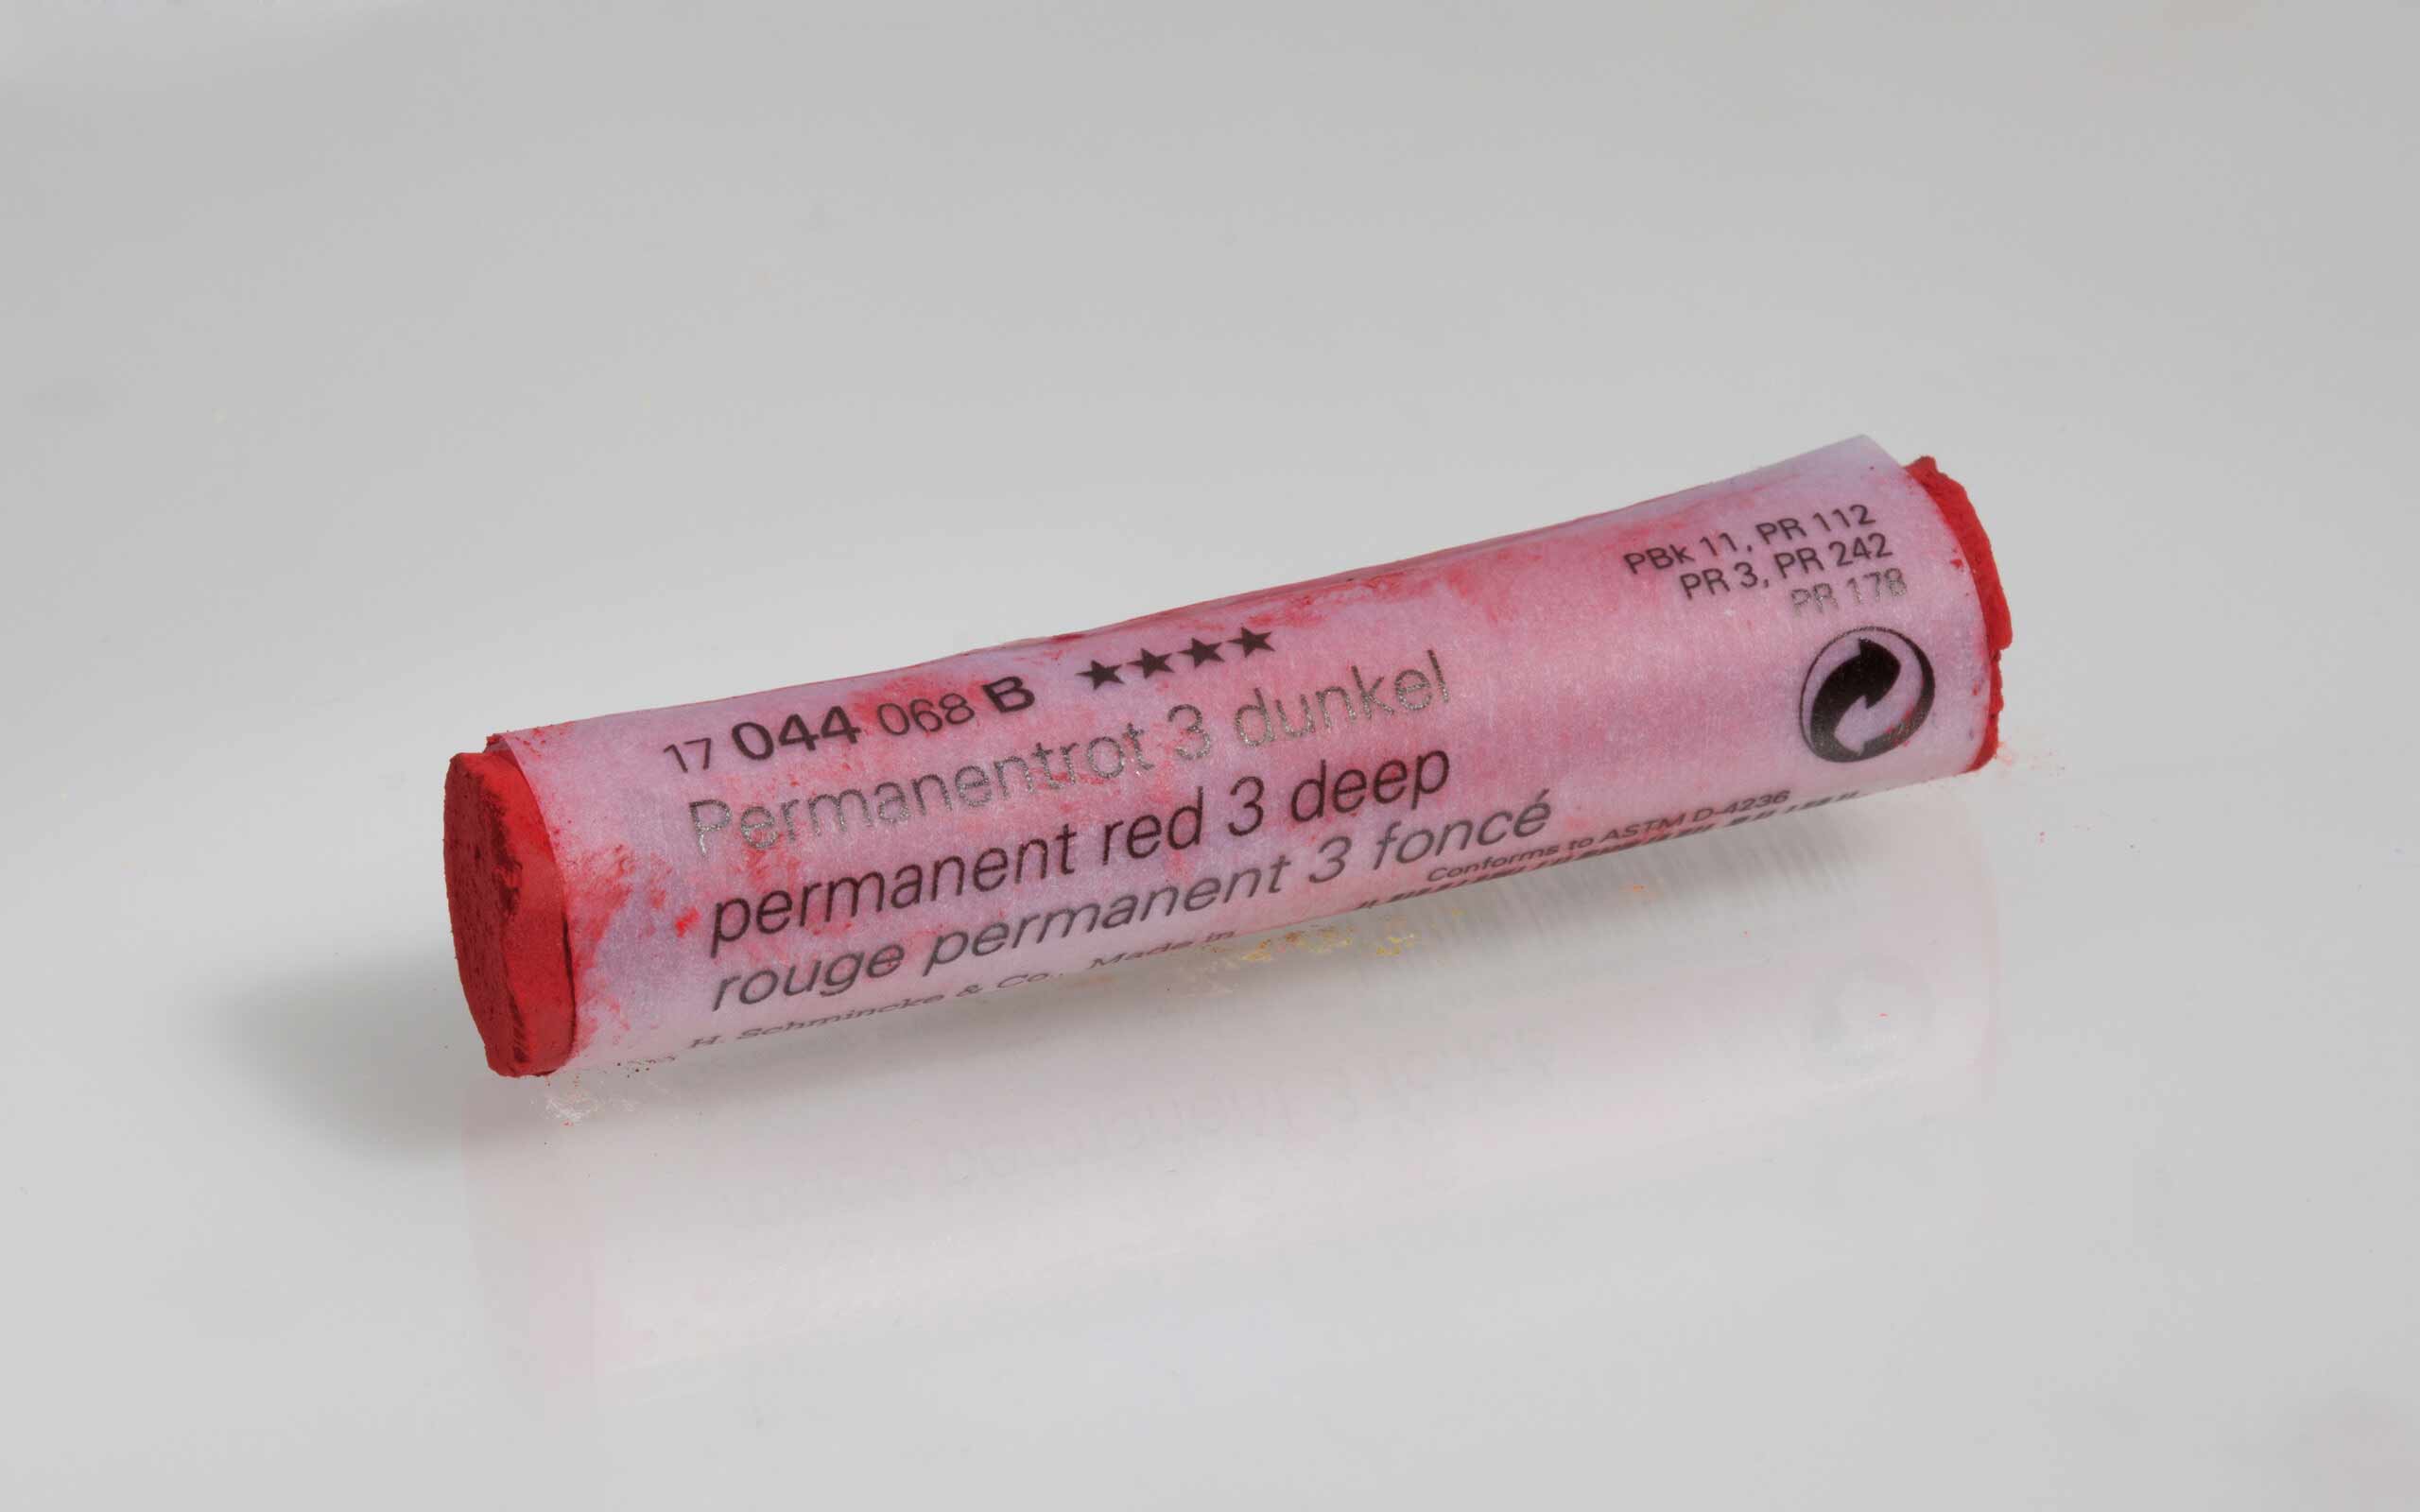 17 044 068 B ★★★★
Permanentrot 3 dunkel
permanent red 3 deep
rouge permanent 3 foncé
H. Schmincke & Co., Made in
PBk 11, PR 112
PR 3, PR 242
PR 178
Conforms to ASTM D-4236